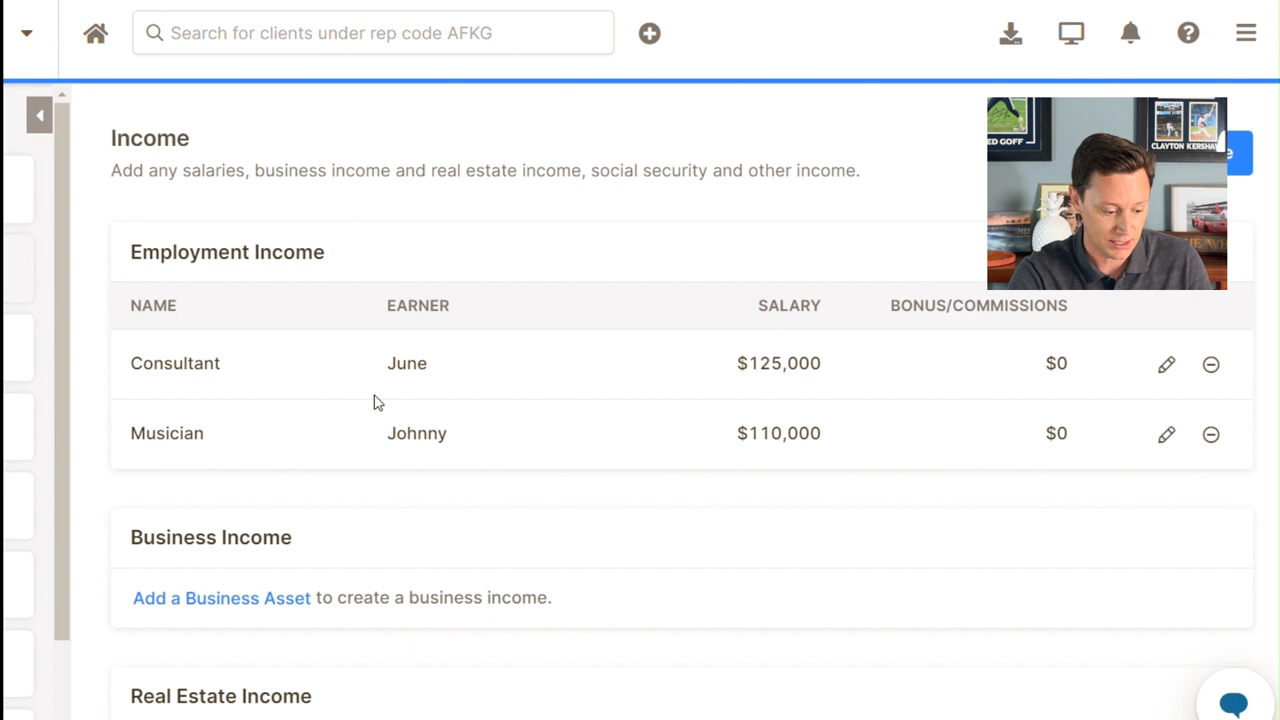 Search for clients under rep code AFKG
Income
Add any salaries, business income and real estate income, social security and other income.
ED GOFF
CLAYTON KERSHAW
Employment Income
NAME EARNER SALARY BONUS/COMMISSIONS
Consultant June $125,000 $0
Musician Johnny $110,000 $0
Business Income
Add a Business Asset to create a business income.
Real Estate Income